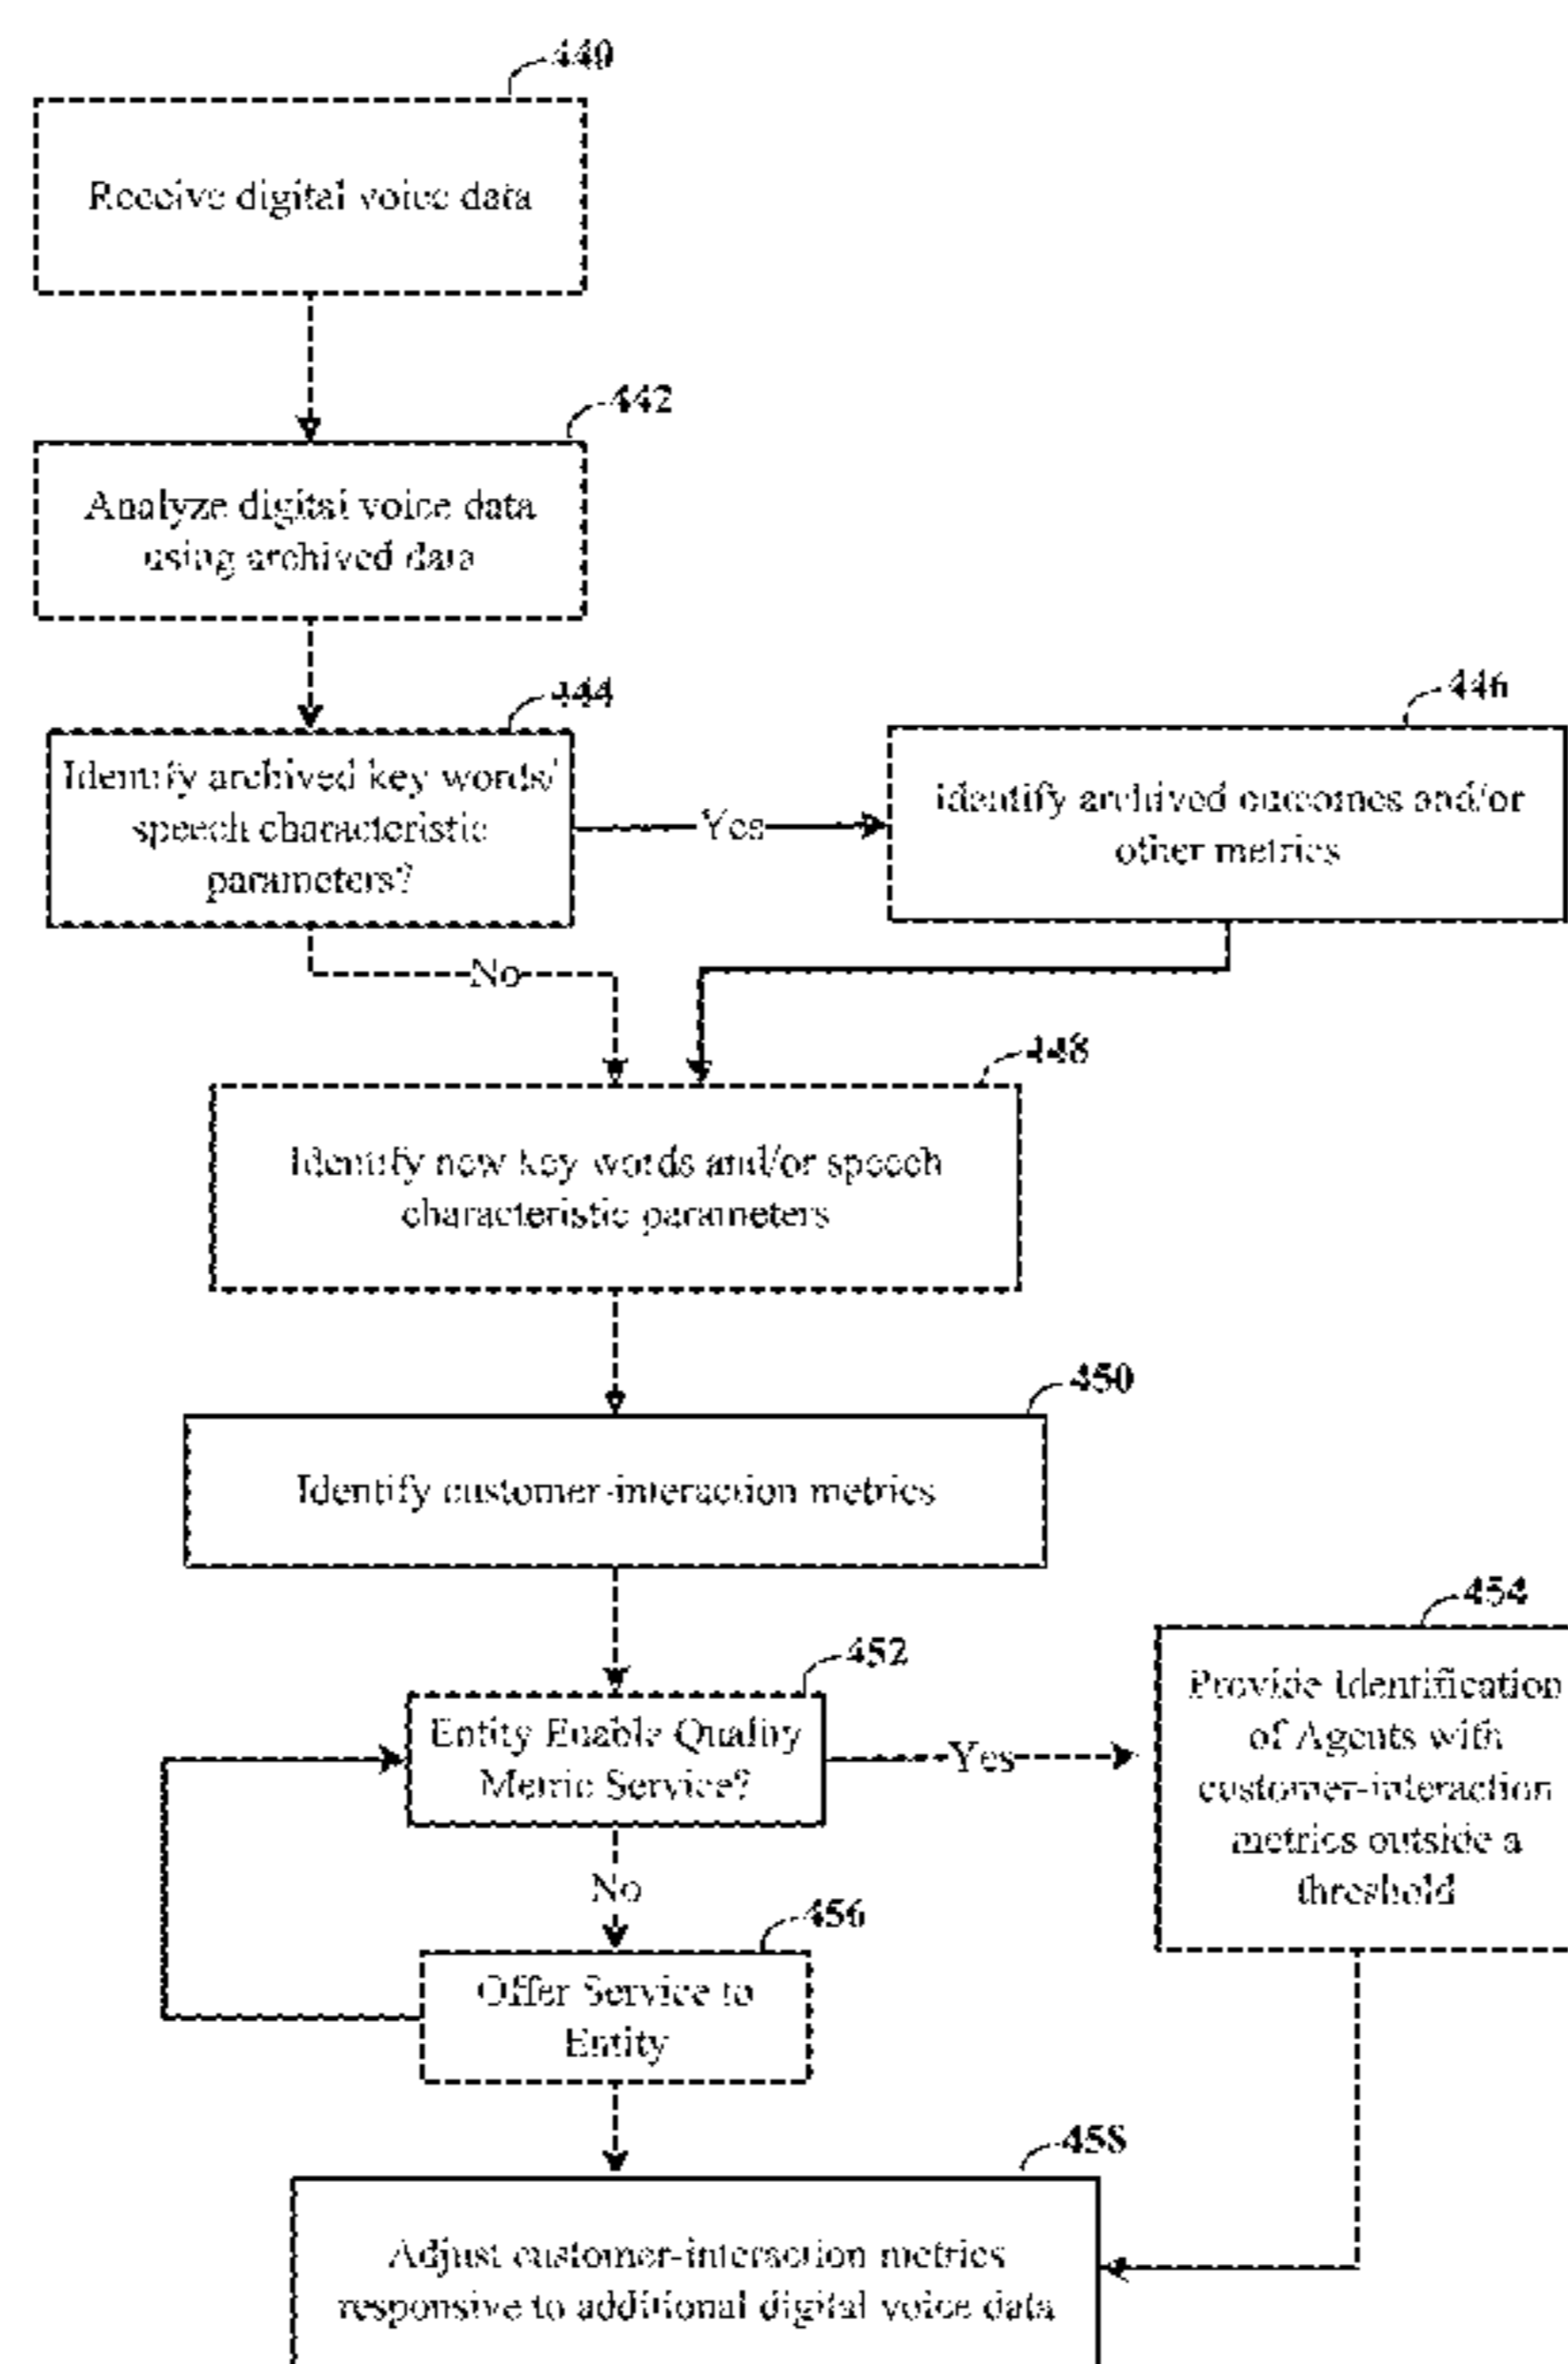 440
Receive digital voice data
442
Analyze digital voice data
using archived data
444
Identify archived key words/
speech characteristic
parameters?
Yes
446
Identify archived outcomes and/or
other metrics
No
448
Identify new key words and/or speech
characteristic parameters
450
Identify customer-interaction metrics
452
Entity Enable Quality
Metric Service?
Yes
454
Provide Identification
of Agents with
customer-interaction
metrics outside a
threshold
No
456
Offer Service to
Entity
458
Adjust customer-interaction metrics
responsive to additional digital voice data